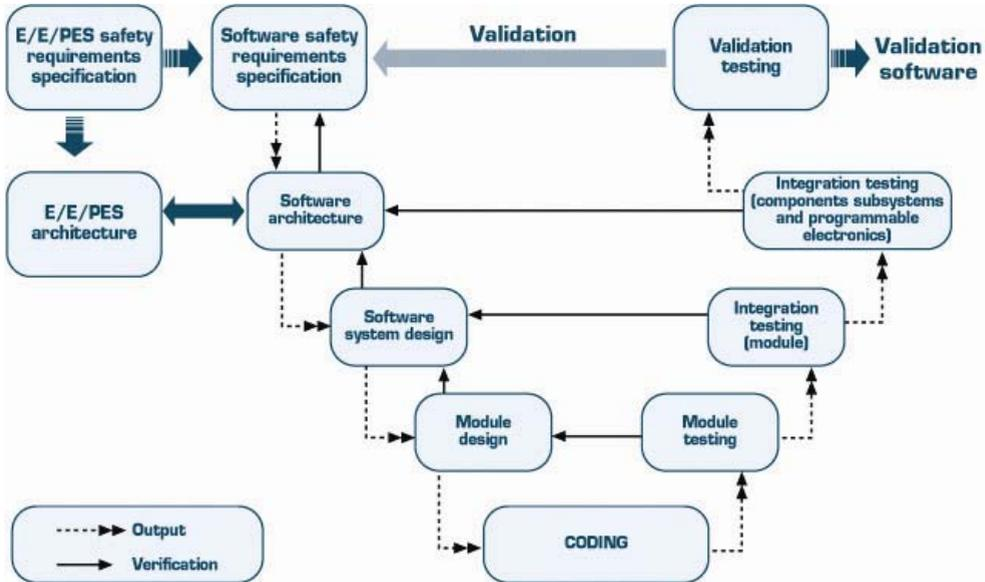 E/E/PES safety
requirements
specification
Software safety
requirements
specification
Validation
Validation
testing
Validation
software
E/E/PES
architecture
Software
architecture
Integration testing
(components subsystems
and programmable
electronics)
Software
system design
Integration
testing
(module)
Module
design
Module
testing
CODING
Output
Verification